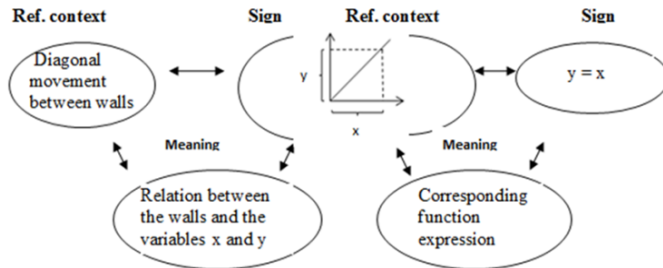 Ref. context Sign Ref. context Sign
Diagonal
movement
between walls
y
x
y = x
Meaning Meaning
Relation between
the walls and the
variables x and y
Corresponding
function
expression